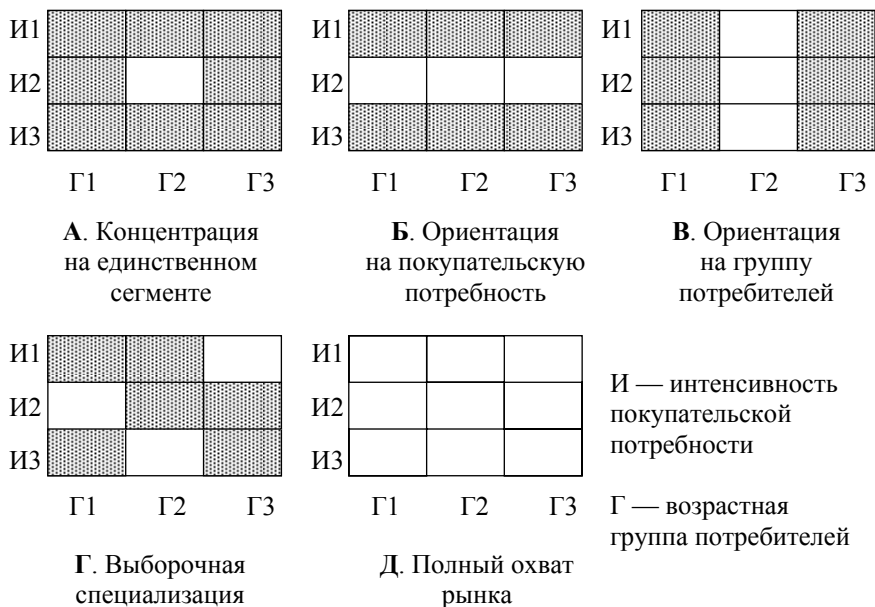 И1
И2
И3
Г1 Г2 Г3
А. Концентрация
на единственном
сегменте
И1
И2
И3
Г1 Г2 Г3
Б. Ориентация
на покупательскую
потребность
И1
И2
И3
Г1 Г2 Г3
В. Ориентация
на группу
потребителей
И1
И2
И3
Г1 Г2 Г3
Г. Выборочная
специализация
И1
И2
И3
Г1 Г2 Г3
Д. Полный охват
рынка
И — интенсивность
покупательской
потребности
Г — возрастная
группа потребителей